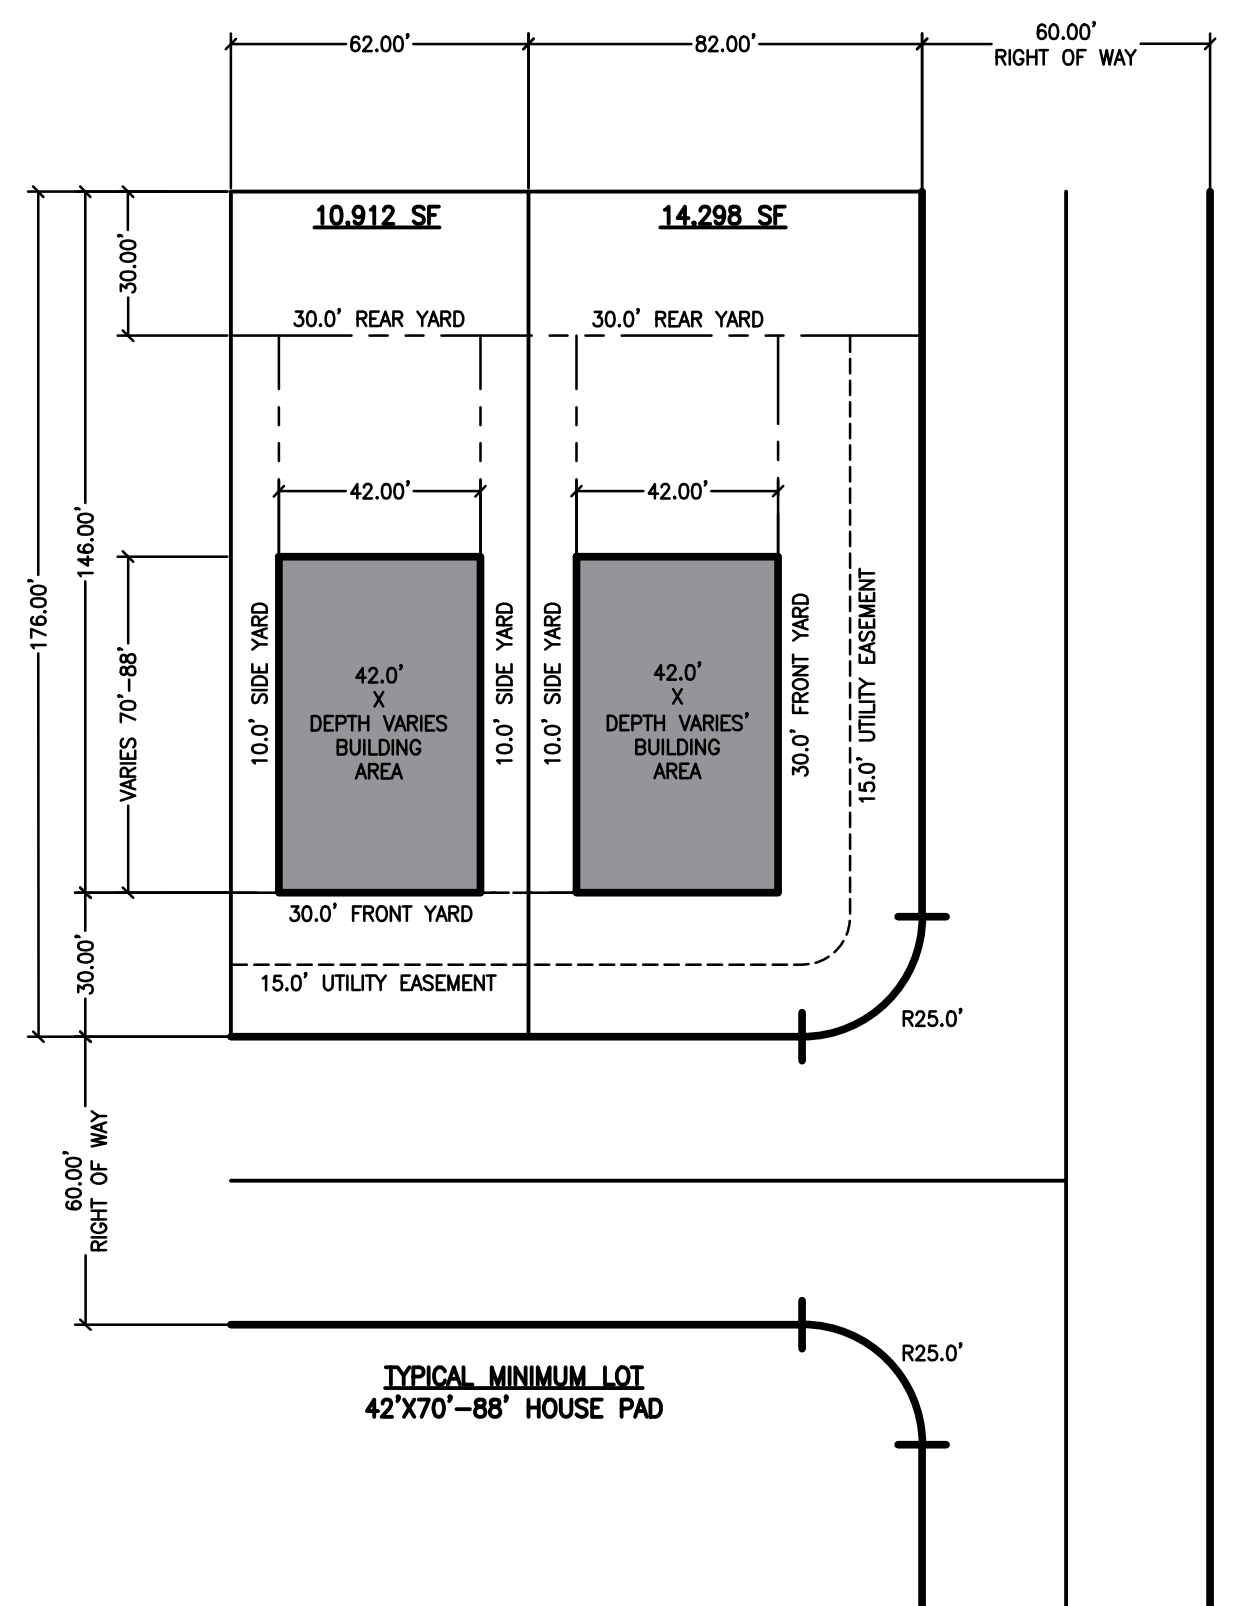 62.00'
82.00'
60.00'
RIGHT OF WAY
10,912 SF
14,298 SF
30.00'
30.0' REAR YARD
30.0' REAR YARD
42.00'
42.00'
146.00'
176.00'
VARIES 70'-88'
10.0' SIDE YARD
42.0'
X
DEPTH VARIES
BUILDING
AREA
10.0' SIDE YARD
10.0' SIDE YARD
42.0'
X
DEPTH VARIES'
BUILDING
AREA
30.0' FRONT YARD
15.0' UTILITY EASEMENT
30.0' FRONT YARD
30.00'
15.0' UTILITY EASEMENT
R25.0'
60.00'
RIGHT OF WAY
R25.0'
TYPICAL MINIMUM LOT
42'X70'-88' HOUSE PAD